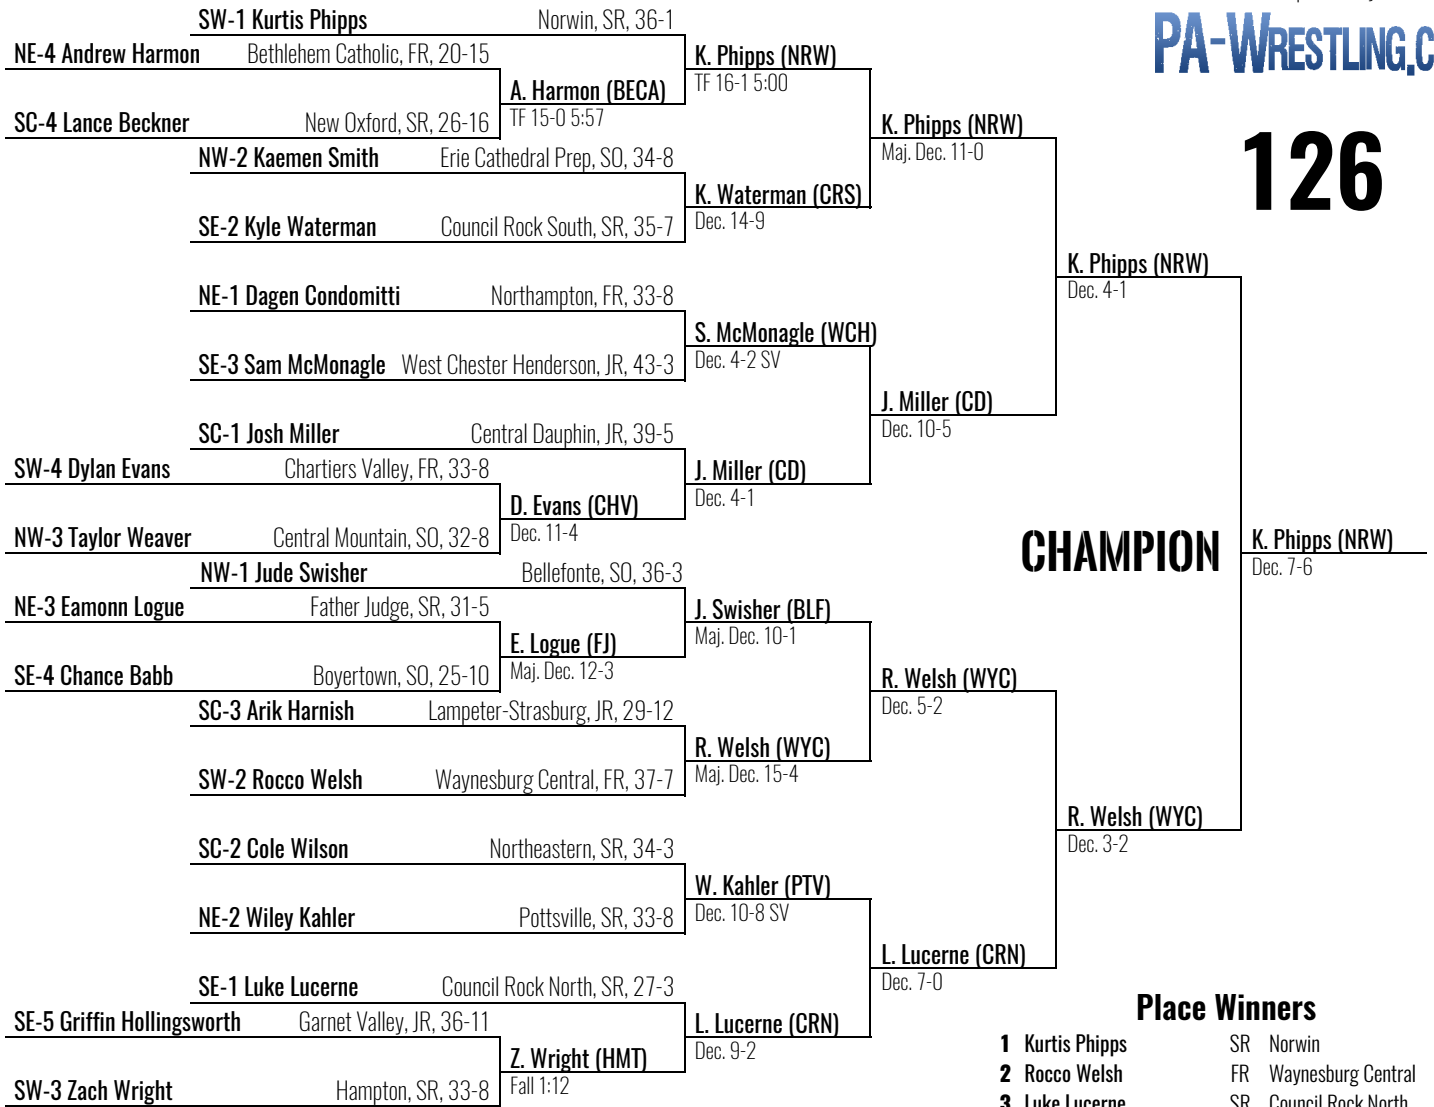 PA-WRESTLING.C
126
SW-1 Kurtis Phipps Norwin, SR, 36-1
NE-4 Andrew Harmon Bethlehem Catholic, FR, 20-15
K. Phipps (NRW)
TF 16-1 5:00
A. Harmon (BECA)
TF 15-0 5:57
SC-4 Lance Beckner New Oxford, SR, 26-16
K. Phipps (NRW)
Maj. Dec. 11-0
NW-2 Kaemen Smith Erie Cathedral Prep, SO, 34-8
K. Waterman (CRS)
Dec. 14-9
SE-2 Kyle Waterman Council Rock South, SR, 35-7
K. Phipps (NRW)
Dec. 4-1
NE-1 Dagen Condomitti Northampton, FR, 33-8
S. McMonagle (WCH)
Dec. 4-2 SV
SE-3 Sam McMonagle West Chester Henderson, JR, 43-3
J. Miller (CD)
Dec. 10-5
SC-1 Josh Miller Central Dauphin, JR, 39-5
SW-4 Dylan Evans Chartiers Valley, FR, 33-8
J. Miller (CD)
Dec. 4-1
D. Evans (CHV)
Dec. 11-4
NW-3 Taylor Weaver Central Mountain, SO, 32-8
CHAMPION
K. Phipps (NRW)
Dec. 7-6
NW-1 Jude Swisher Bellefonte, SO, 36-3
NE-3 Eamonn Logue Father Judge, SR, 31-5
J. Swisher (BLF)
Maj. Dec. 10-1
E. Logue (FJ)
Maj. Dec. 12-3
SE-4 Chance Babb Boyertown, SO, 25-10
R. Welsh (WYC)
Dec. 5-2
SC-3 Arik Harnish Lampeter-Strasburg, JR, 29-12
R. Welsh (WYC)
Maj. Dec. 15-4
SW-2 Rocco Welsh Waynesburg Central, FR, 37-7
R. Welsh (WYC)
Dec. 3-2
SC-2 Cole Wilson Northeastern, SR, 34-3
W. Kahler (PTV)
Dec. 10-8 SV
NE-2 Wiley Kahler Pottsville, SR, 33-8
L. Lucerne (CRN)
Dec. 7-0
SE-1 Luke Lucerne Council Rock North, SR, 27-3
SE-5 Griffin Hollingsworth Garnet Valley, JR, 36-11
L. Lucerne (CRN)
Dec. 9-2
Z. Wright (HMT)
Fall 1:12
SW-3 Zach Wright Hampton, SR, 33-8
Place Winners
1 Kurtis Phipps SR Norwin
2 Rocco Welsh FR Waynesburg Central
3 Luke Lucerne SR Council Rock North